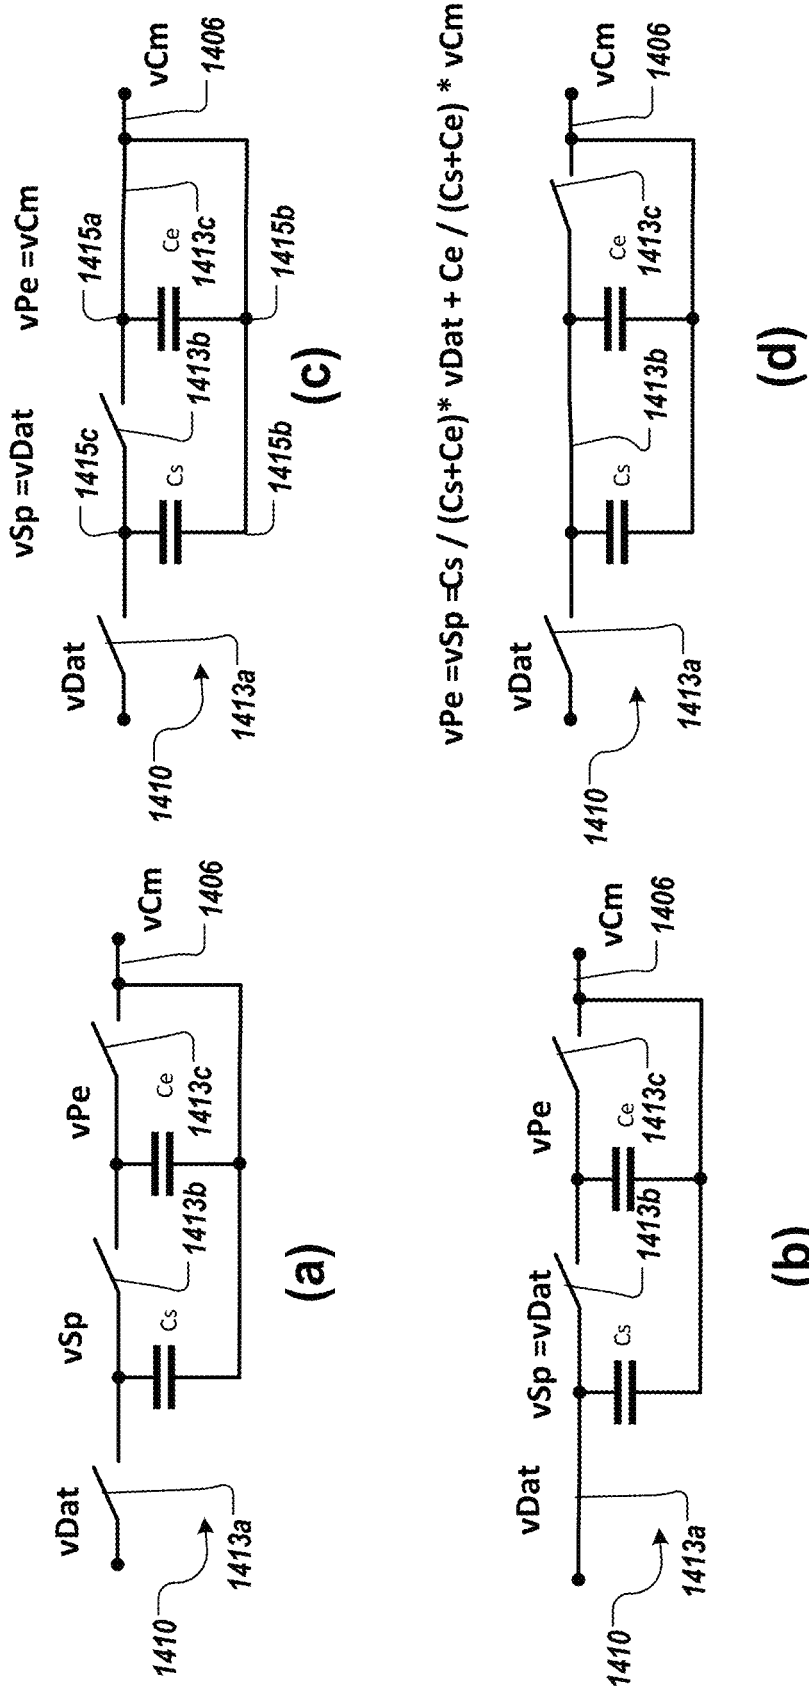 vDat
vSp
vPe
vCm
1406
Cs
Ce
1413b
1413c
1410
1413a
(a)
vDat
vSp =vDat
vPe
vCm
1406
Cs
Ce
1413b
1413c
1410
1413a
(b)
vSp =vDat
vPe =vCm
vDat
1415c
1415a
vCm
1406
Cs
Ce
1413b
1413c
1415b
1415b
1410
1413a
(c)
vPe =vSp =Cs / (Cs+Ce)* vDat + Ce / (Cs+Ce) * vCm
vDat
vCm
1406
Cs
Ce
1413b
1413c
1410
1413a
(d)